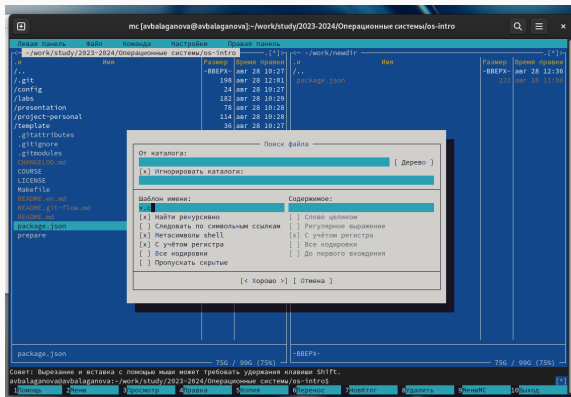 mc [avbalaganova@avbalaganova]:~/work/study/2023-2024/Операционные системы/os-intro
Левая панель Файл Команда Настройки Правая панель
~/work/study/2023-2024/Операционные системы/os-intro .[^]> <- ~/work/newdir .[^]>
.и Имя Размер Время правки .и Имя Размер Время правки
/.. -ВВЕРХ- авг 28 10:27 /.. -ВВЕРХ- авг 28 12:36
/.git 198 авг 28 12:01 package.json 222 авг 28 11:00
/config 24 авг 28 10:27
/labs 182 авг 28 10:29
/presentation 78 авг 28 10:28
/project-personal 114 авг 28 10:28
/template 36 авг 28 10:27
.gitattributes
.gitignore
.gitmodules
CHANGELOG.md
COURSE
LICENSE
Makefile
README.en.md
README.git-flow.md
README.md
package.json
prepare
Поиск файла
От каталога:
[ Дерево ]
[x] Игнорировать каталоги:
Шаблон имени: Содержимое:
*.c
[x] Найти рекурсивно [ ] Слово целиком
[ ] Следовать по символьным ссылкам [ ] Регулярное выражение
[x] Метасимволы shell [x] С учётом регистра
[x] С учётом регистра [ ] Все кодировки
[ ] Все кодировки [ ] До первого вхождения
[ ] Пропускать скрытые
[< Хорошо >] [ Отмена ]
package.json -ВВЕРХ-
75G / 99G (75%) 75G / 99G (75%)
Совет: Вырезание и вставка с помощью мыши может требовать удержания клавиши Shift.
avbalaganova@avbalaganova:~/work/study/2023-2024/Операционные системы/os-intro$ [^]
1Помощь 2Меню 3Просмотр 4Правка 5Копия 6Перенос 7НовКтлг 8Удалить 9МенюМС 10Выход